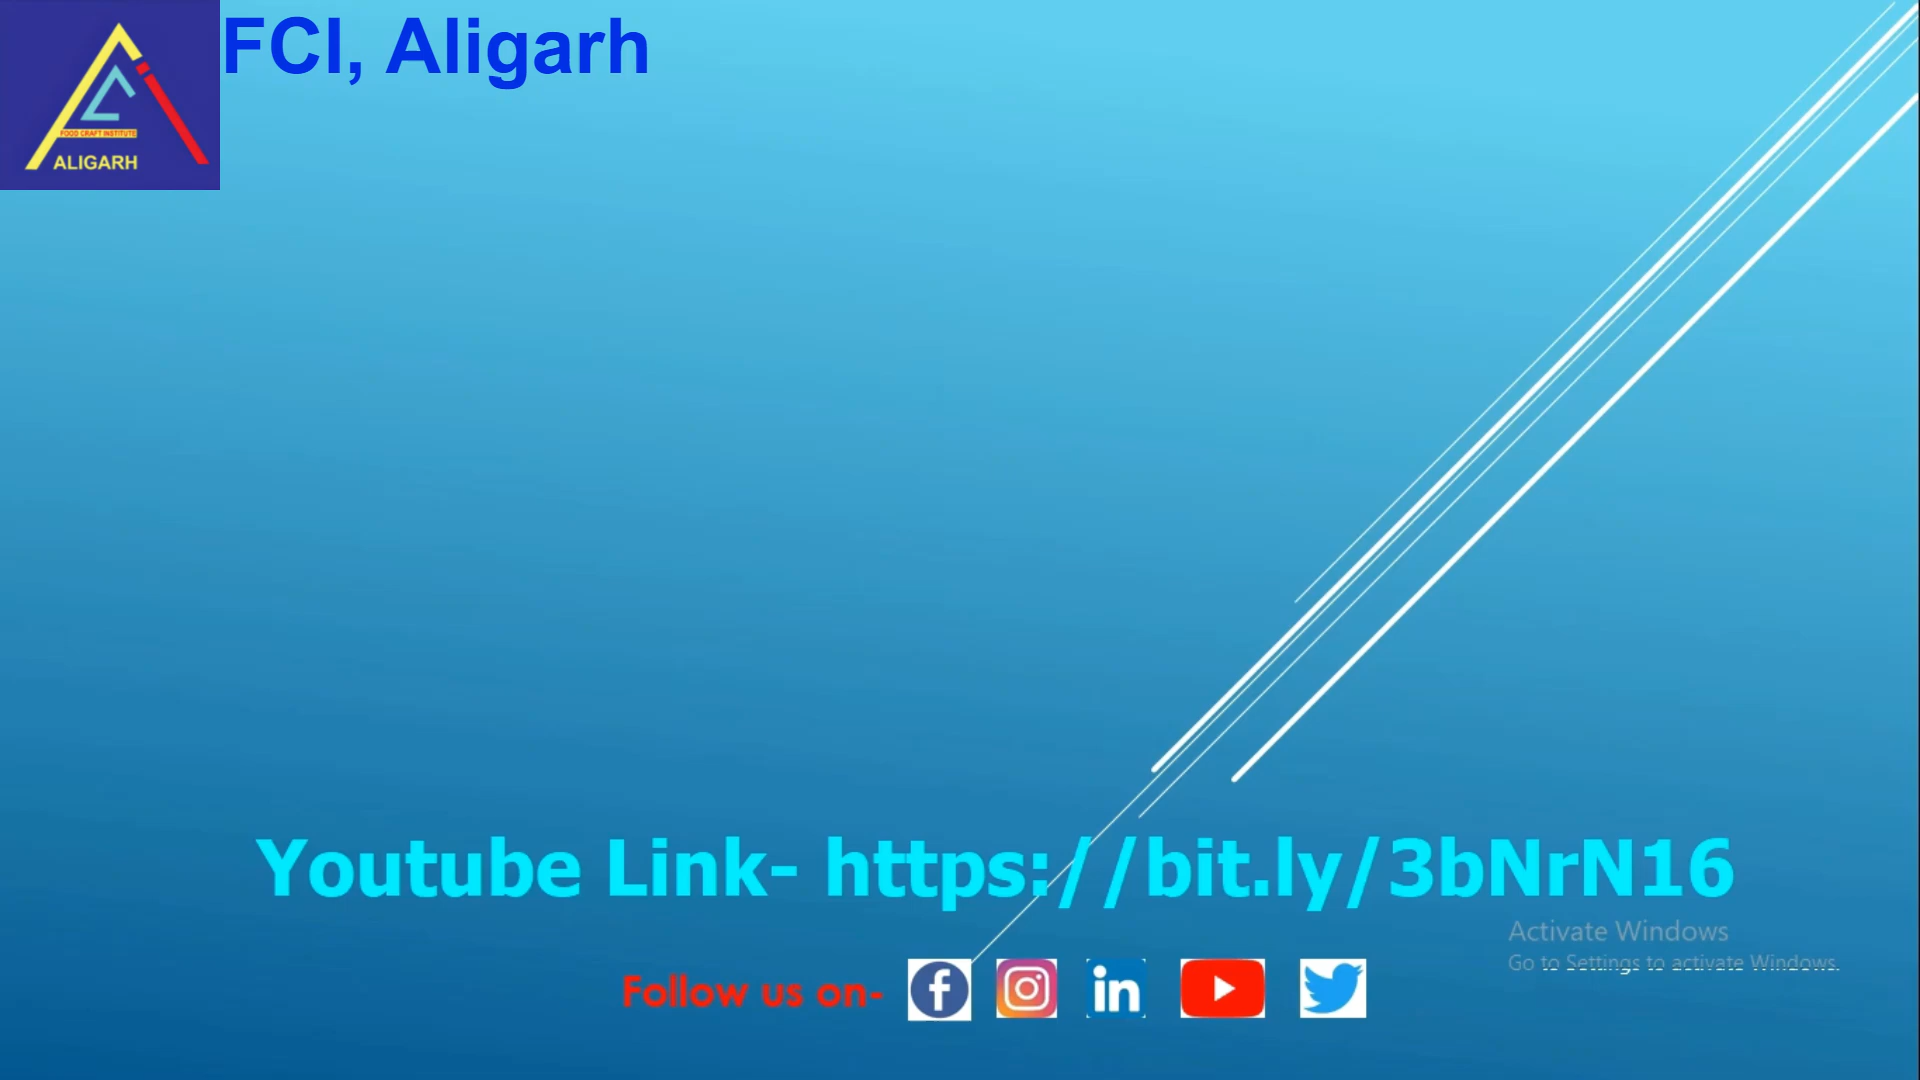 FCI, Aligarh
FOOD CRAFT INSTITUTE
ALIGARH
Youtube Link- https://bit.ly/3bNrN16
Activate Windows
Go to Settings to activate Windows.
Follow us on-